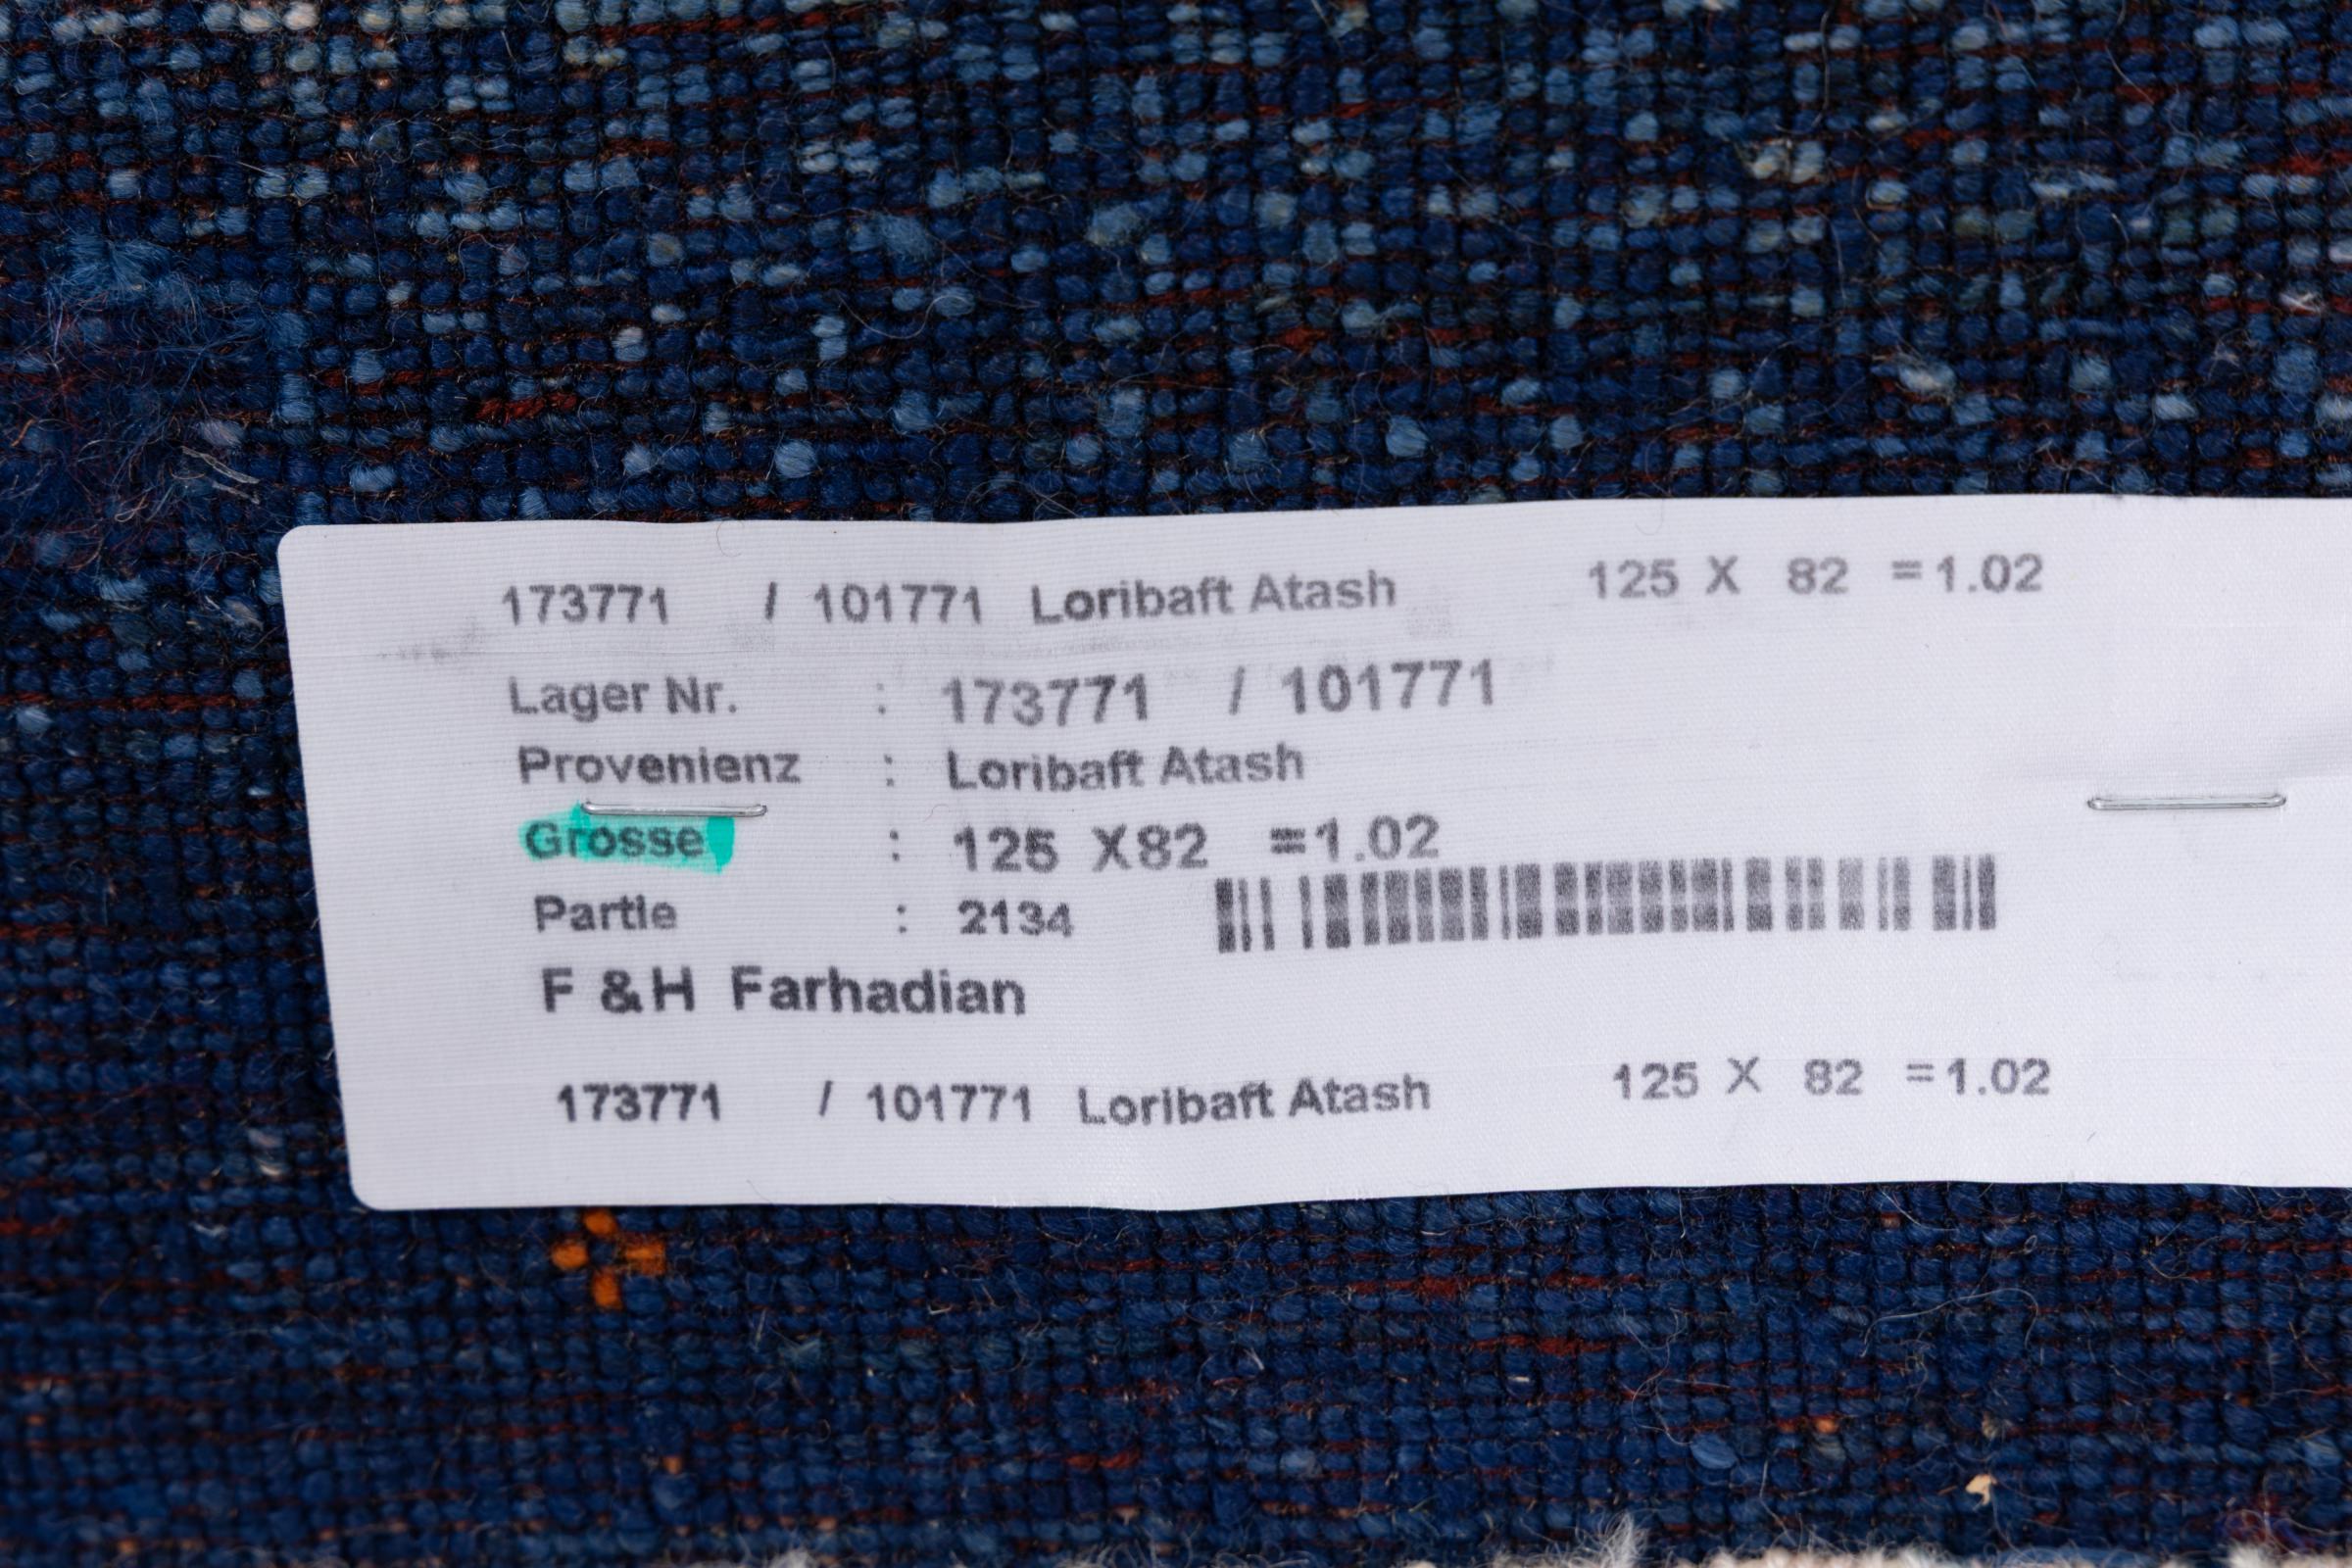 173771 / 101771 Loribaft Atash 125 X 82 =1.02
Lager Nr. : 173771 / 101771
Provenienz : Loribaft Atash
Grosse : 125 X82 =1.02
Partie : 2134
F & H Farhadian
173771 / 101771 Loribaft Atash 125 X 82 =1.02